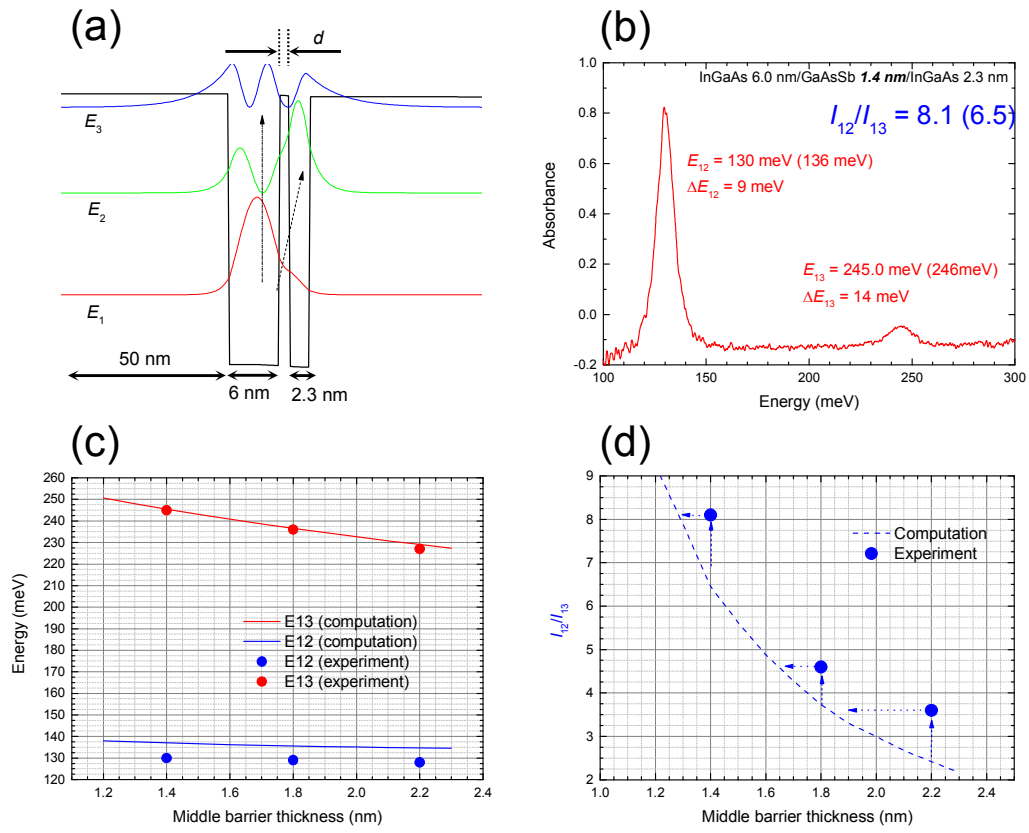 (a)
d
E3
E2
E1
50 nm
6 nm
2.3 nm
(b)
InGaAs 6.0 nm/GaAsSb 1.4 nm/InGaAs 2.3 nm
I12/I13 = 8.1 (6.5)
E12 = 130 meV (136 meV)
ΔE12 = 9 meV
E13 = 245.0 meV (246meV)
ΔE13 = 14 meV
Absorbance
1.0
0.8
0.6
0.4
0.2
0.0
-0.2
100 150 200 250 300
Energy (meV)
(c)
Energy (meV)
260
250
240
230
220
210
200
190
180
170
160
150
140
130
120
E13 (computation)
E12 (computation)
E12 (experiment)
E13 (experiment)
1.2 1.4 1.6 1.8 2.0 2.2 2.4
Middle barrier thickness (nm)
(d)
I12/I13
9
8
7
6
5
4
3
2
Computation
Experiment
1.0 1.2 1.4 1.6 1.8 2.0 2.2 2.4
Middle barrier thickness (nm)